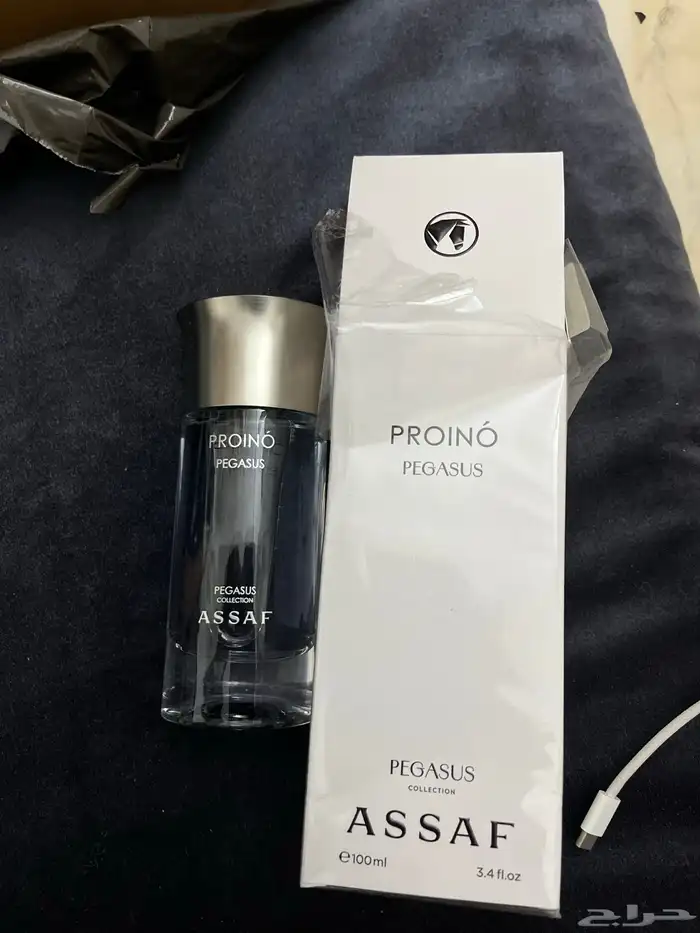 PROINÓ
PEGASUS
PEGASUS
COLLECTION
ASSAF
PROINÓ
PEGASUS
PEGASUS
COLLECTION
ASSAF
℮100ml
3.4 fl.oz
حراج